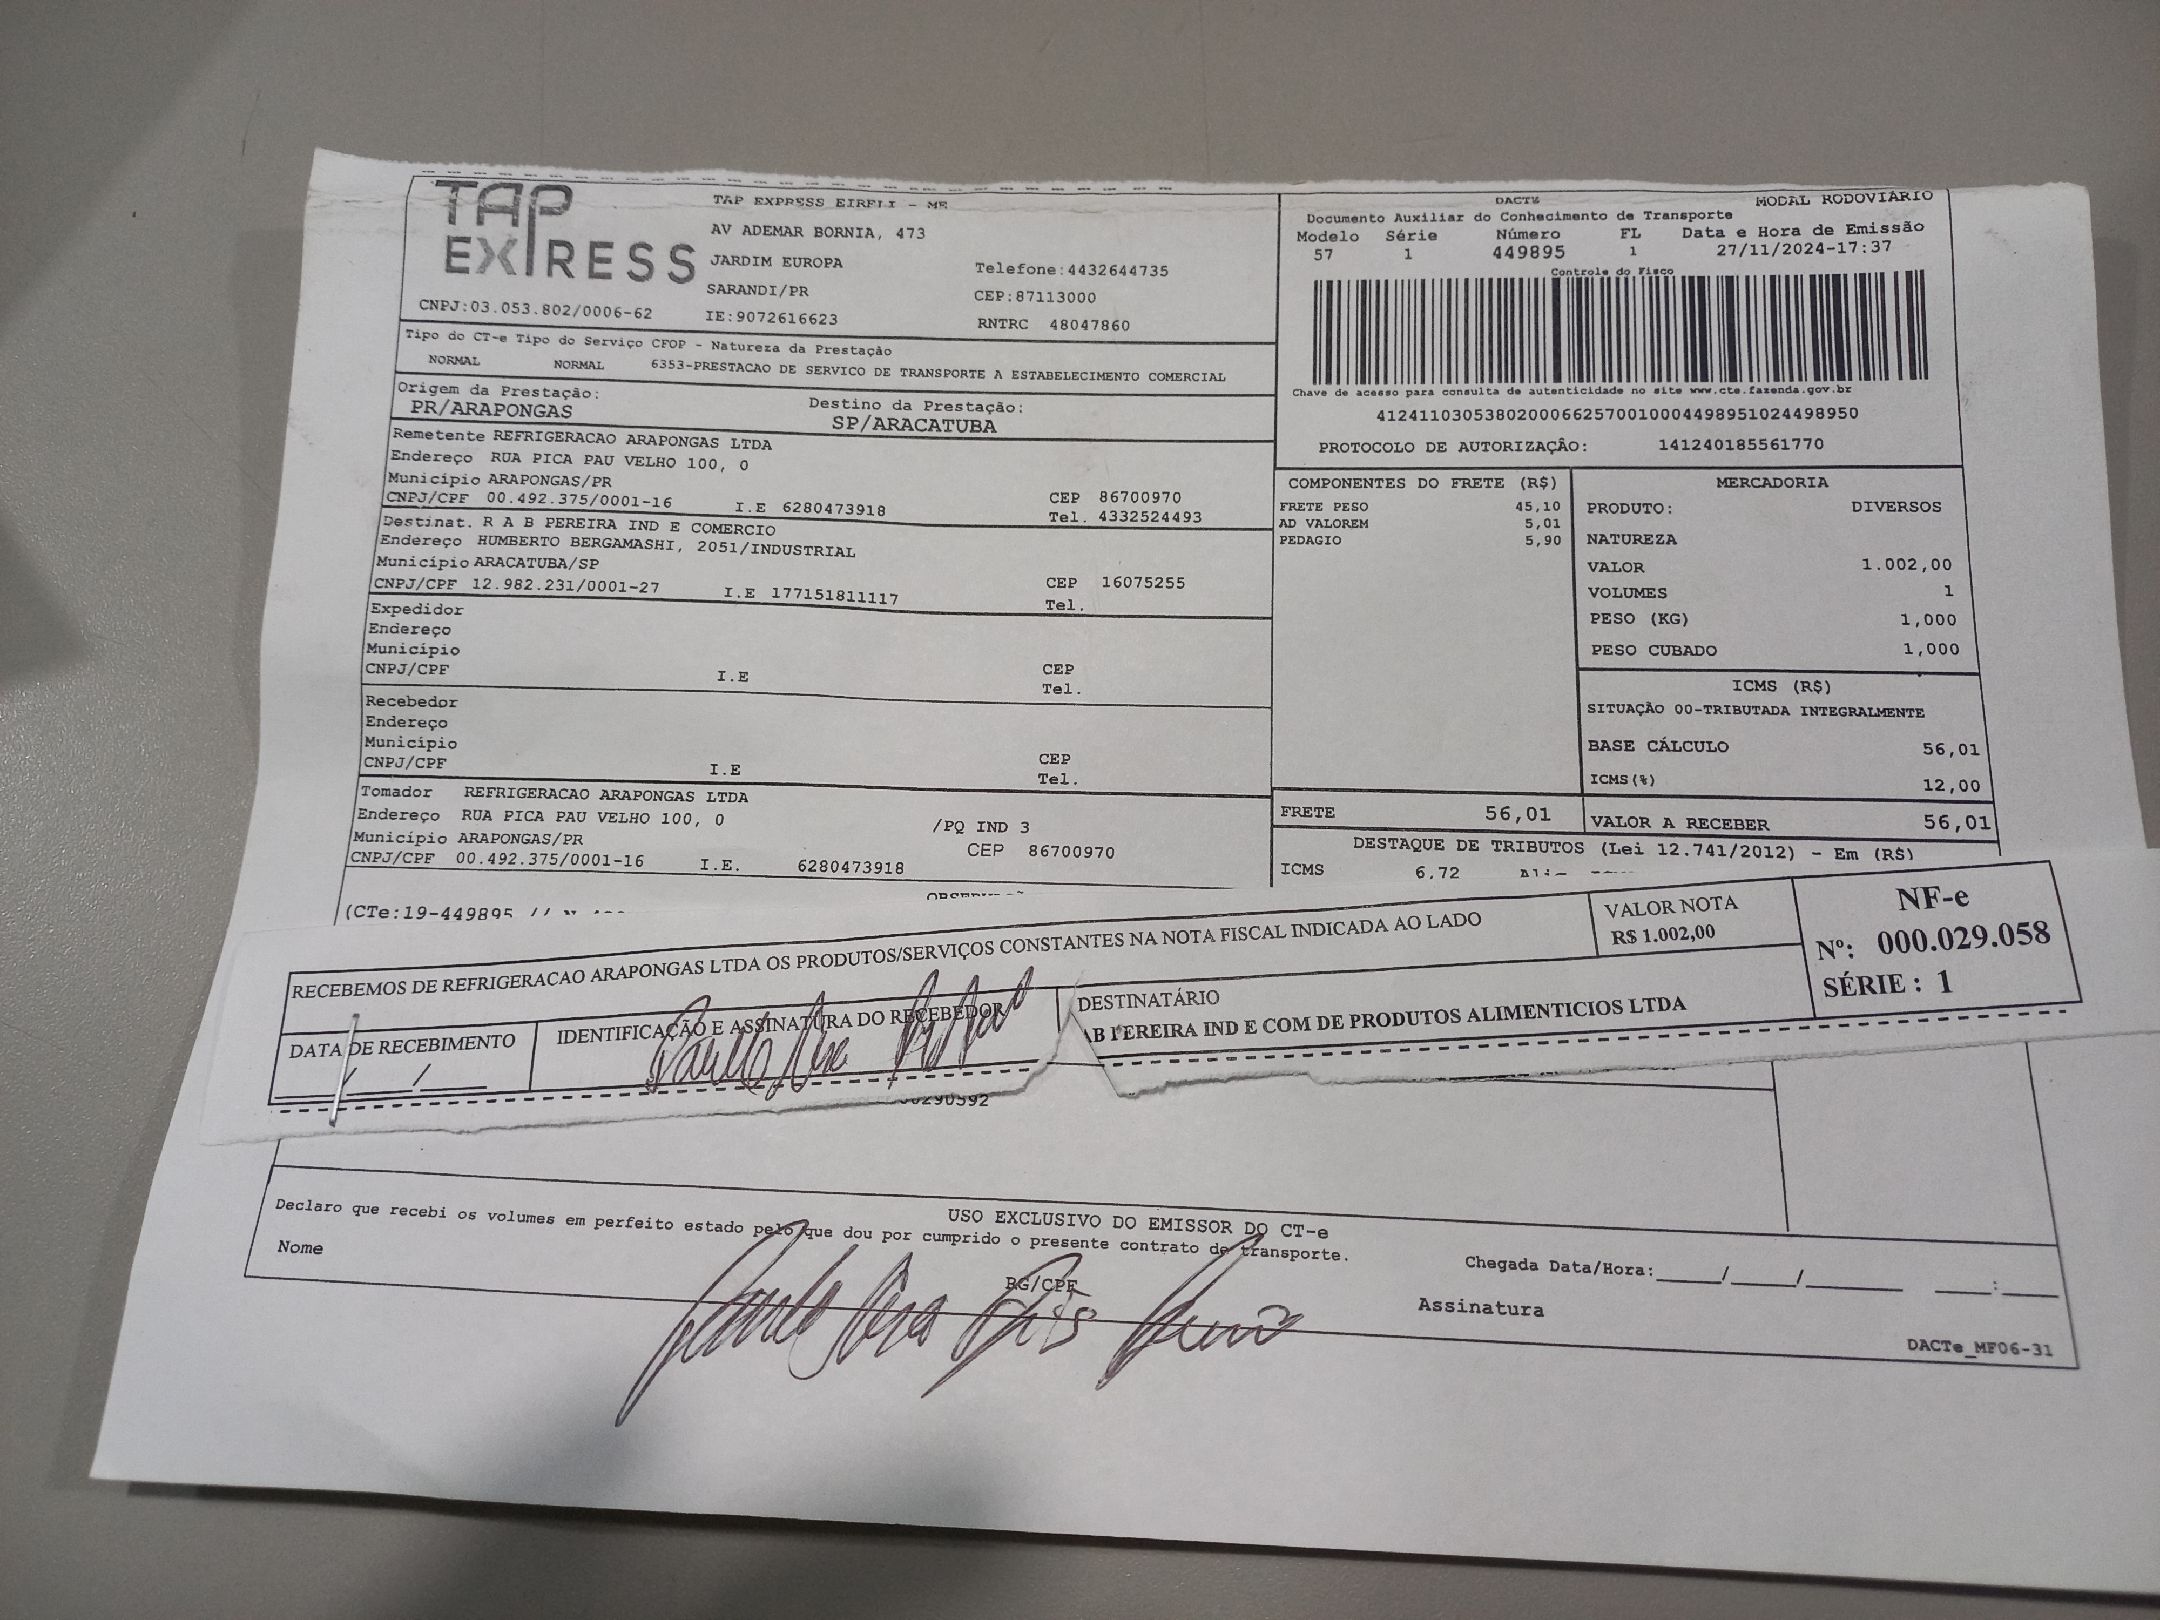 TAP EXPRESS
TAP EXPRESS EIRELI - ME
AV ADEMAR BORNIA, 473
JARDIM EUROPA Telefone:4432644735
SARANDI/PR CEP:87113000
CNPJ:03.053.802/0006-62 IE:9072616623 RNTRC 48047860
Tipo do CT-e Tipo do Serviço CFOP - Natureza da Prestação
NORMAL NORMAL 6353-PRESTACAO DE SERVICO DE TRANSPORTE A ESTABELECIMENTO COMERCIAL
Origem da Prestação: Destino da Prestação:
PR/ARAPONGAS SP/ARACATUBA
Remetente REFRIGERACAO ARAPONGAS LTDA
Endereço RUA PICA PAU VELHO 100, 0
Município ARAPONGAS/PR CEP 86700970
CNPJ/CPF 00.492.375/0001-16 I.E 6280473918 Tel. 4332524493
Destinat. R A B PEREIRA IND E COMERCIO
Endereço HUMBERTO BERGAMASHI, 2051/INDUSTRIAL
Município ARACATUBA/SP CEP 16075255
CNPJ/CPF 12.982.231/0001-27 I.E 177151811117 Tel.
Expedidor
Endereço
Município CEP
CNPJ/CPF I.E Tel.
Recebedor
Endereço
Município CEP
CNPJ/CPF I.E Tel.
Tomador REFRIGERACAO ARAPONGAS LTDA
Endereço RUA PICA PAU VELHO 100, 0 /PQ IND 3
Município ARAPONGAS/PR CEP 86700970
CNPJ/CPF 00.492.375/0001-16 I.E. 6280473918
(CTe:19-449895 //
DACTE MODAL RODOVIÁRIO
Documento Auxiliar do Conhecimento de Transporte
Modelo Série Número FL Data e Hora de Emissão
57 1 449895 1 27/11/2024-17:37
Controle do Fisco
Chave de acesso para consulta de autenticidade no site www.cte.fazenda.gov.br
41241103053802000662570010004498951024498950
PROTOCOLO DE AUTORIZAÇÂO: 141240185561770
COMPONENTES DO FRETE (R$)
FRETE PESO 45,10
AD VALOREM 5,01
PEDAGIO 5,90
MERCADORIA
PRODUTO: DIVERSOS
NATUREZA
VALOR 1.002,00
VOLUMES 1
PESO (KG) 1,000
PESO CUBADO 1,000
ICMS (R$)
SITUAÇÃO 00-TRIBUTADA INTEGRALMENTE
BASE CÁLCULO 56,01
ICMS(%) 12,00
FRETE 56,01 VALOR A RECEBER 56,01
DESTAQUE DE TRIBUTOS (Lei 12.741/2012) - Em (R$)
ICMS 6,72
RECEBEMOS DE REFRIGERACAO ARAPONGAS LTDA OS PRODUTOS/SERVIÇOS CONSTANTES NA NOTA FISCAL INDICADA AO LADO
VALOR NOTA
R$ 1.002,00
NF-e
Nº: 000.029.058
SÉRIE : 1
DATA DE RECEBIMENTO IDENTIFICAÇÃO E ASSINATURA DO RECEBEDOR DESTINATÁRIO
AB PEREIRA IND E COM DE PRODUTOS ALIMENTICIOS LTDA
/ /
USO EXCLUSIVO DO EMISSOR DO CT-e
Declaro que recebi os volumes em perfeito estado pelo que dou por cumprido o presente contrato de transporte.
Nome RG/CPF Chegada Data/Hora:____/____/______ ____:____
Assinatura
DACTe_MF06-31